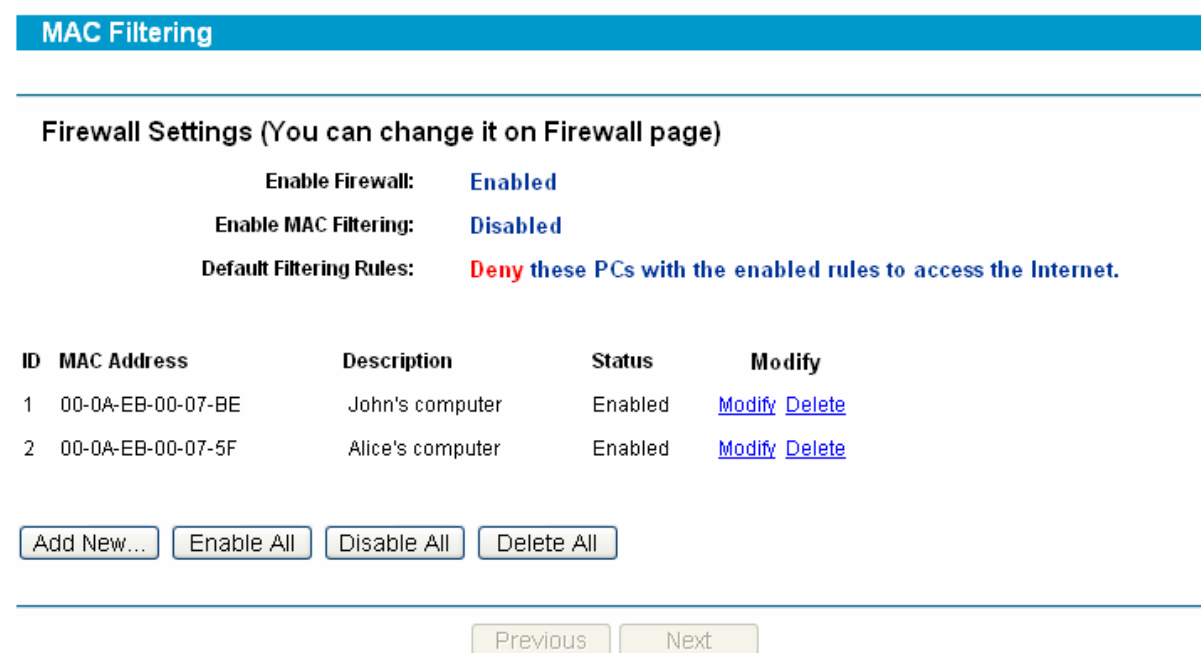 MAC Filtering
Firewall Settings (You can change it on Firewall page)
Enable Firewall: Enabled
Enable MAC Filtering: Disabled
Default Filtering Rules: Deny these PCs with the enabled rules to access the Internet.
ID MAC Address Description Status Modify
1 00-0A-EB-00-07-BE John's computer Enabled Modify Delete
2 00-0A-EB-00-07-5F Alice's computer Enabled Modify Delete
Add New... Enable All Disable All Delete All
Previous Next